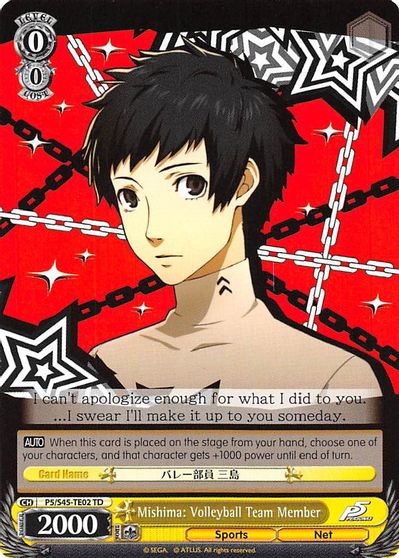 LEVEL
0
0
COST
I can't apologize enough for what I did to you.
...I swear I'll make it up to you someday.
AUTO When this card is placed on the stage from your hand, choose one of
your characters, and that character gets +1000 power until end of turn.
Card Name
バレー部員 三島
CH P5/S45-TE02 TD
Mishima: Volleyball Team Member
P5
2000
Sports
Net
© SEGA. © ATLUS. All rights reserved.